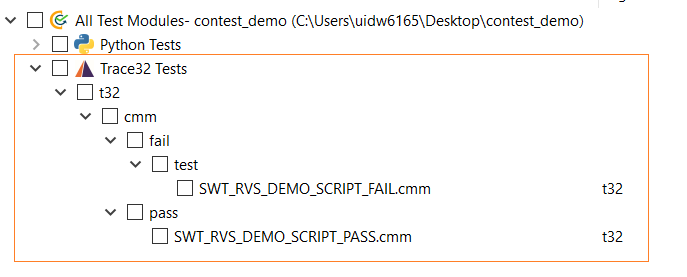 All Test Modules- contest_demo (C:\Users\uidw6165\Desktop\contest_demo)
Python Tests
Trace32 Tests
t32
cmm
fail
test
SWT_RVS_DEMO_SCRIPT_FAIL.cmm t32
pass
SWT_RVS_DEMO_SCRIPT_PASS.cmm t32